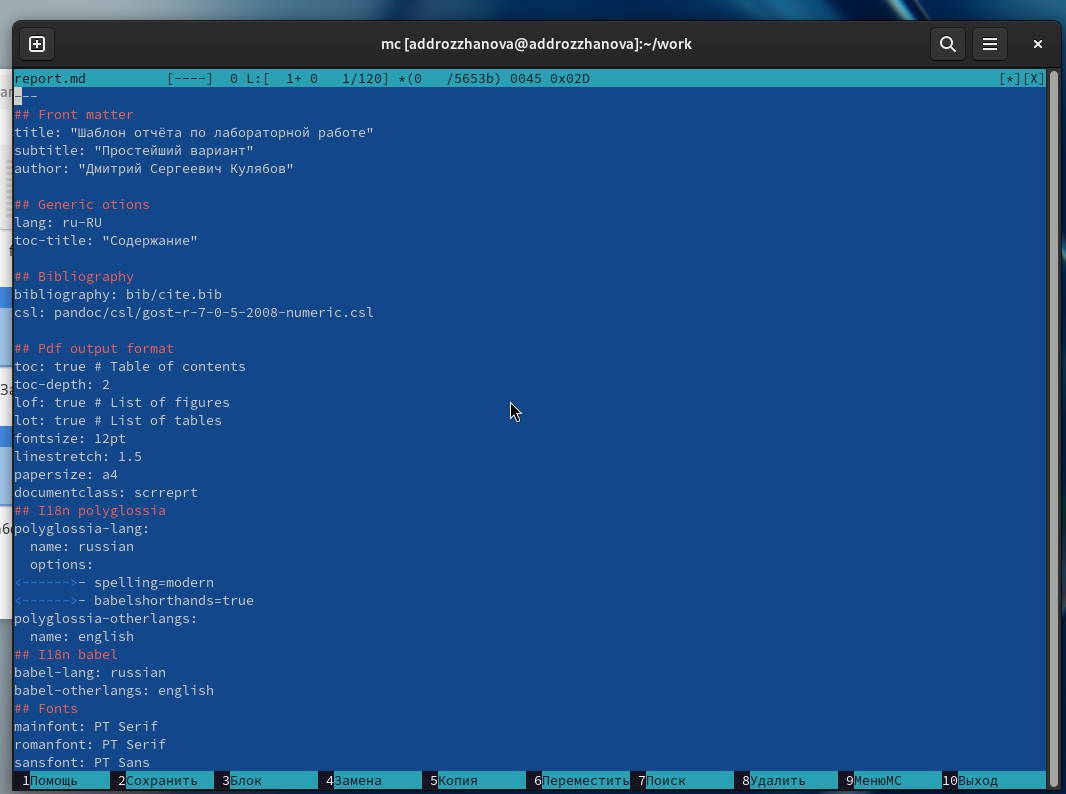 mc [addrozzhanova@addrozzhanova]:~/work
report.md [----] 0 L:[ 1+ 0 1/120] *(0 /5653b) 0045 0x02D [*][X]
---
## Front matter
title: "Шаблон отчёта по лабораторной работе"
subtitle: "Простейший вариант"
author: "Дмитрий Сергеевич Кулябов"
## Generic otions
lang: ru-RU
toc-title: "Содержание"
## Bibliography
bibliography: bib/cite.bib
csl: pandoc/csl/gost-r-7-0-5-2008-numeric.csl
## Pdf output format
toc: true # Table of contents
toc-depth: 2
lof: true # List of figures
lot: true # List of tables
fontsize: 12pt
linestretch: 1.5
papersize: a4
documentclass: scrreprt
## I18n polyglossia
polyglossia-lang:
  name: russian
  options:
<------>- spelling=modern
<------>- babelshorthands=true
polyglossia-otherlangs:
  name: english
## I18n babel
babel-lang: russian
babel-otherlangs: english
## Fonts
mainfont: PT Serif
romanfont: PT Serif
sansfont: PT Sans
1Помощь 2Сохранить 3Блок 4Замена 5Копия 6Переместить 7Поиск 8Удалить 9МенюMC 10Выход